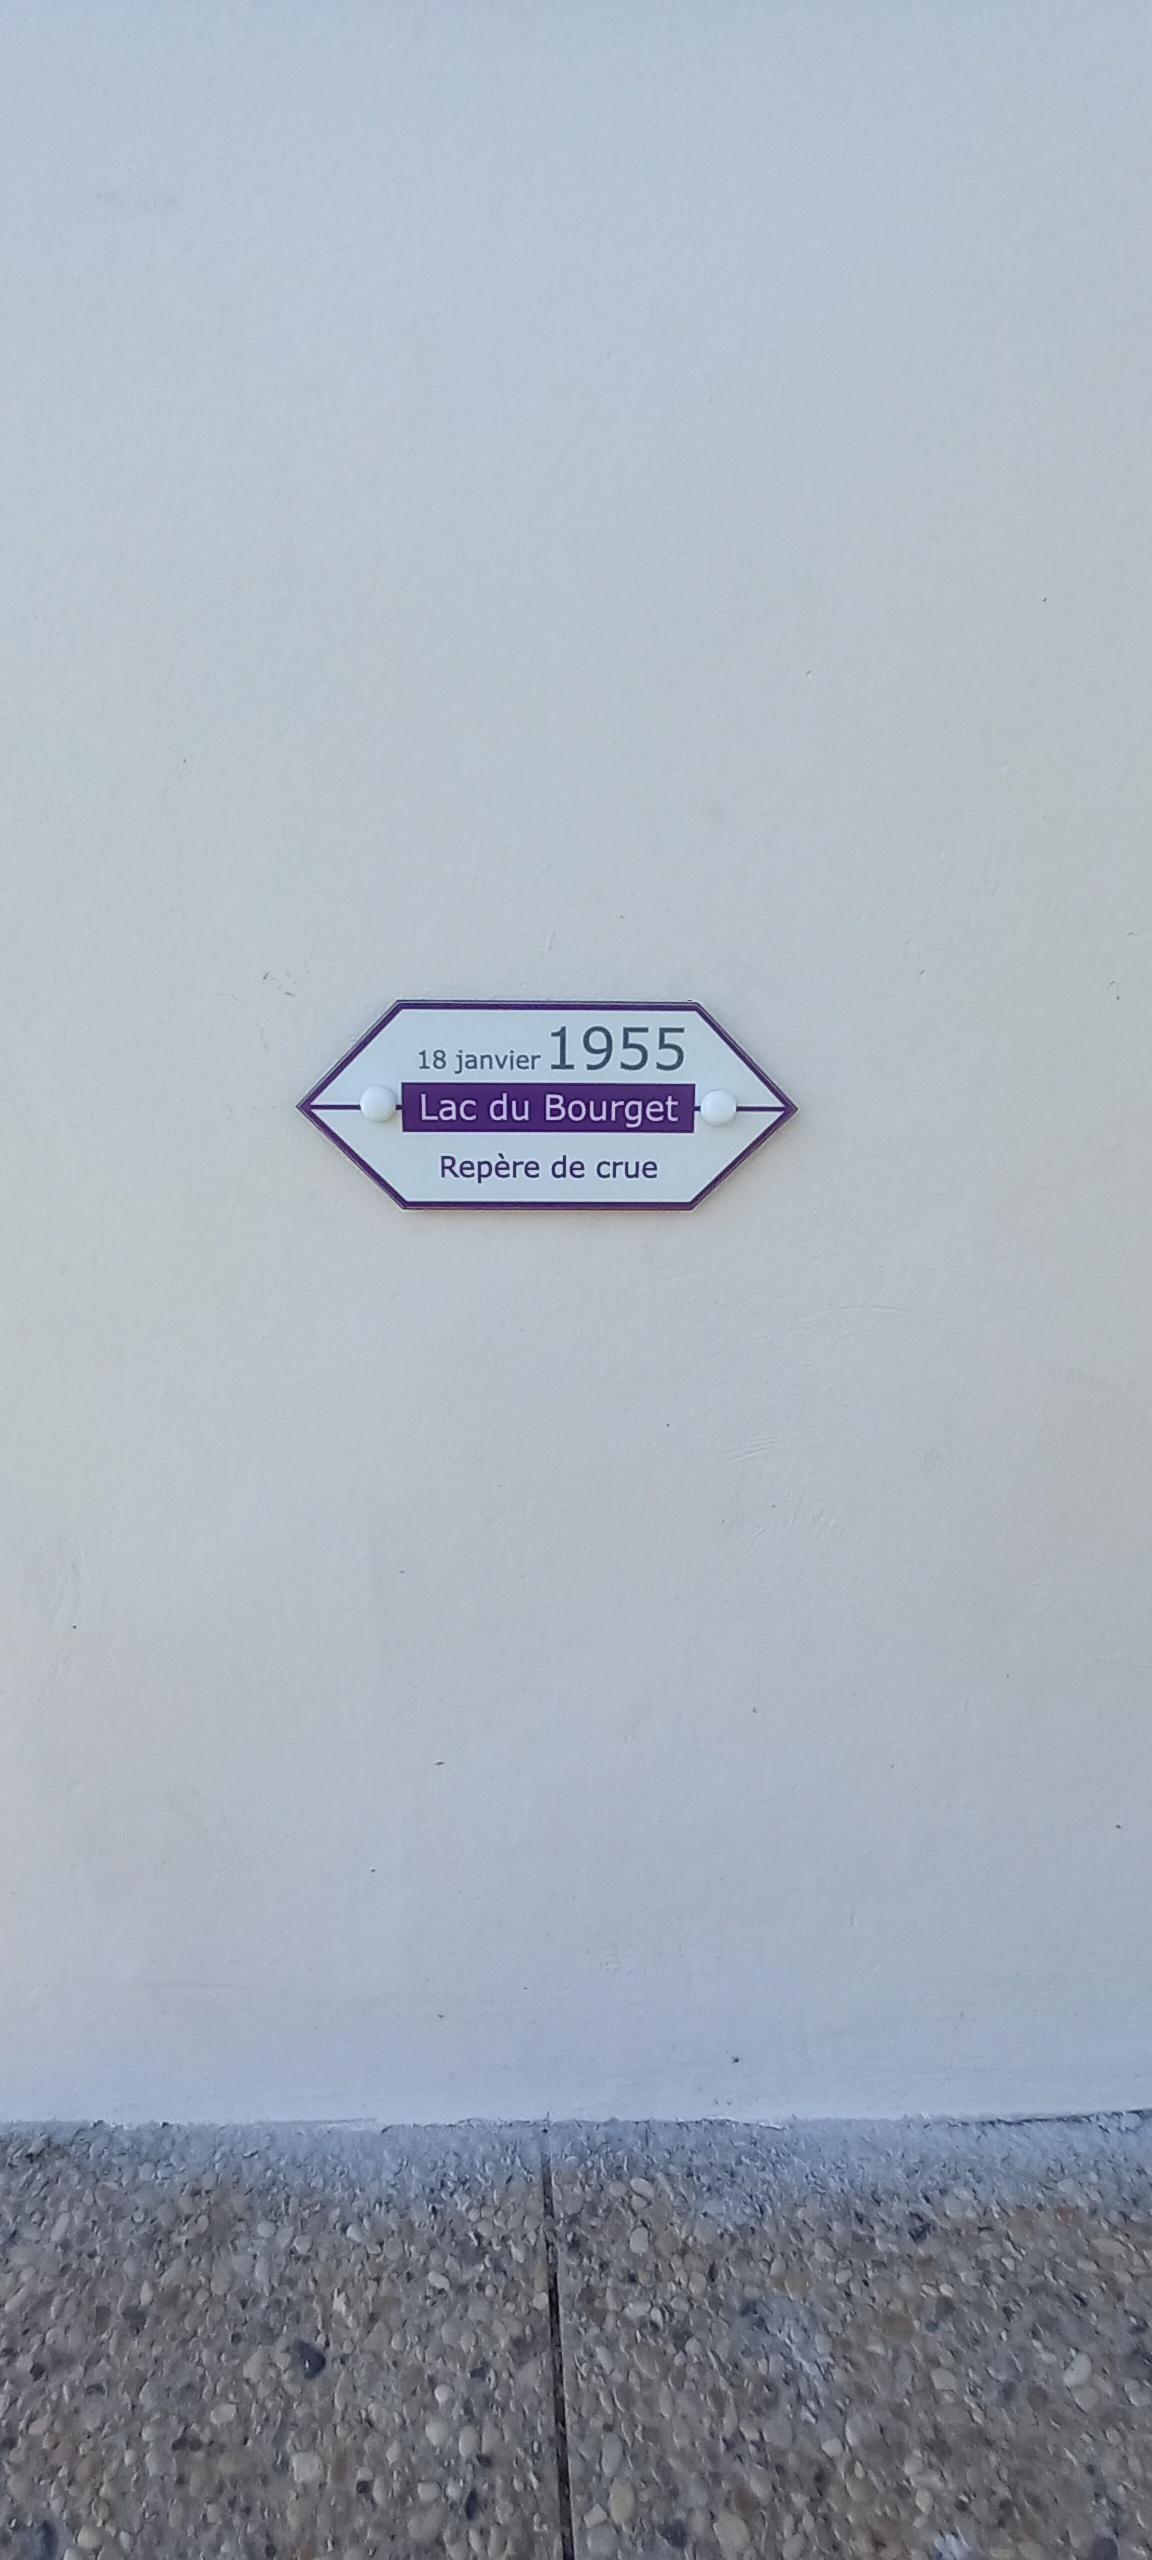 18 janvier 1955
Lac du Bourget
Repère de crue